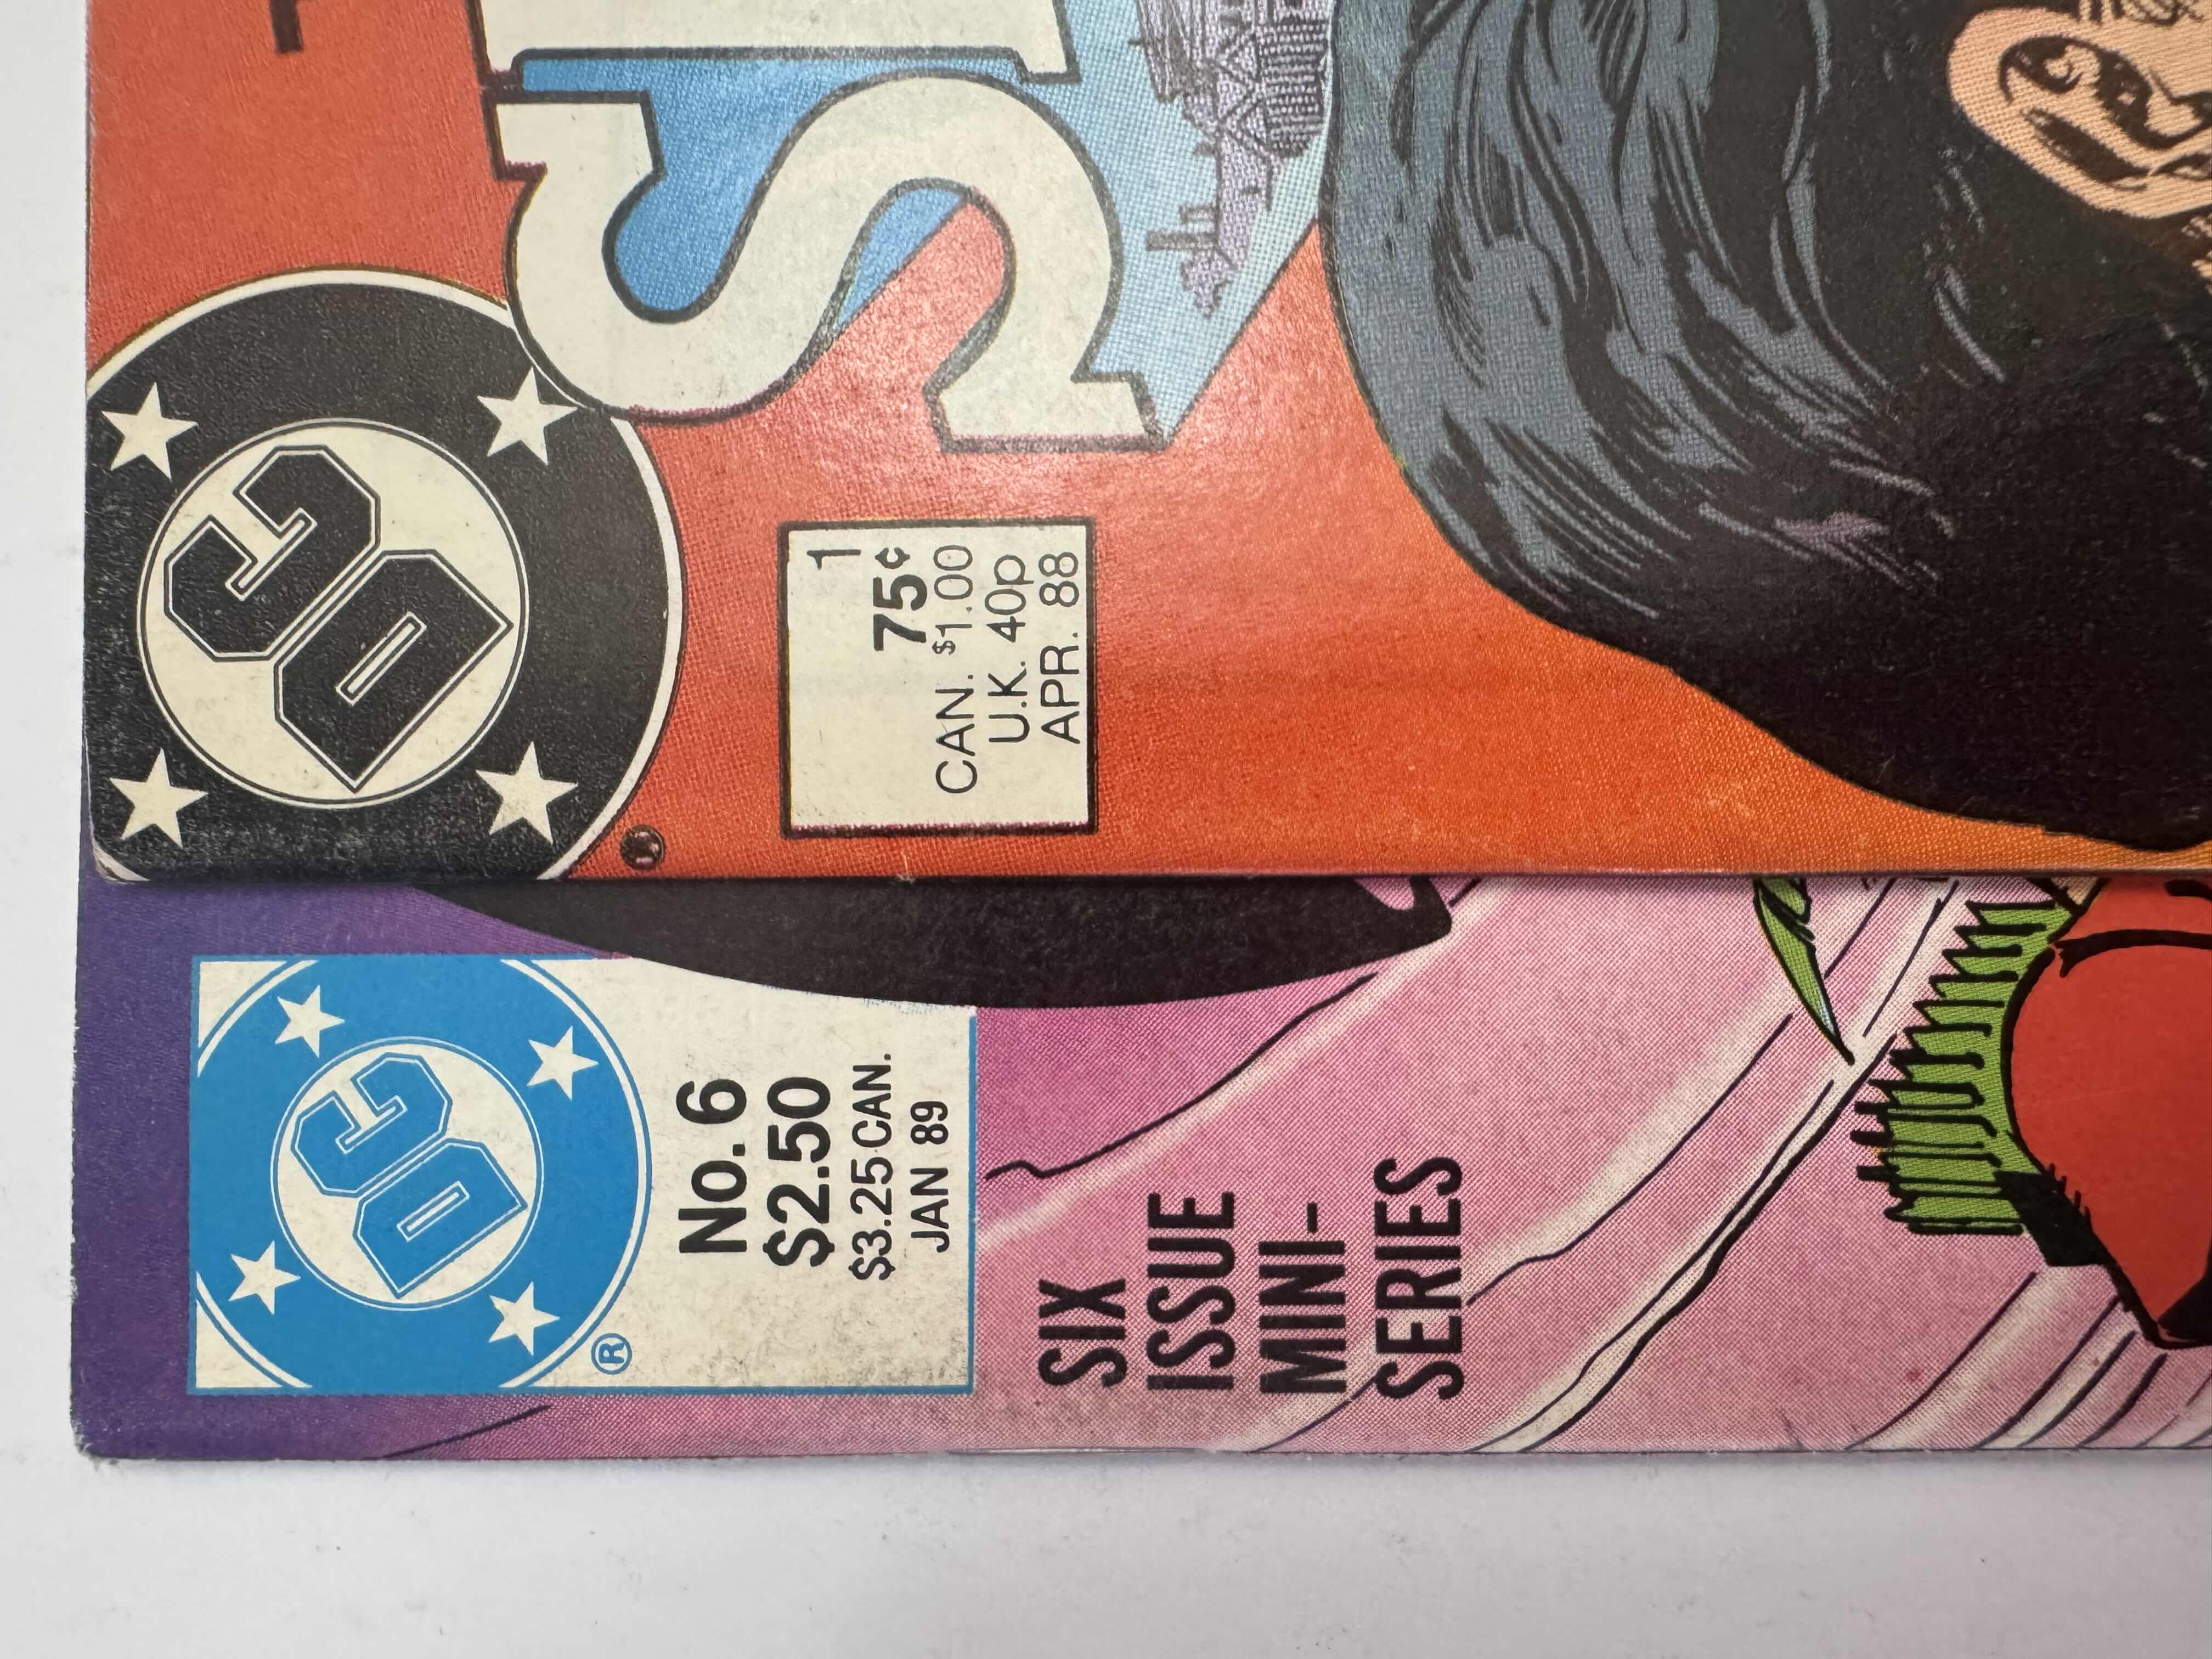 S
DC
1
75¢
CAN. $1.00
U.K. 40p
APR. 88
DC
®
No. 6
$2.50
$3.25 CAN.
JAN 89
SIX
ISSUE
MINI-
SERIES